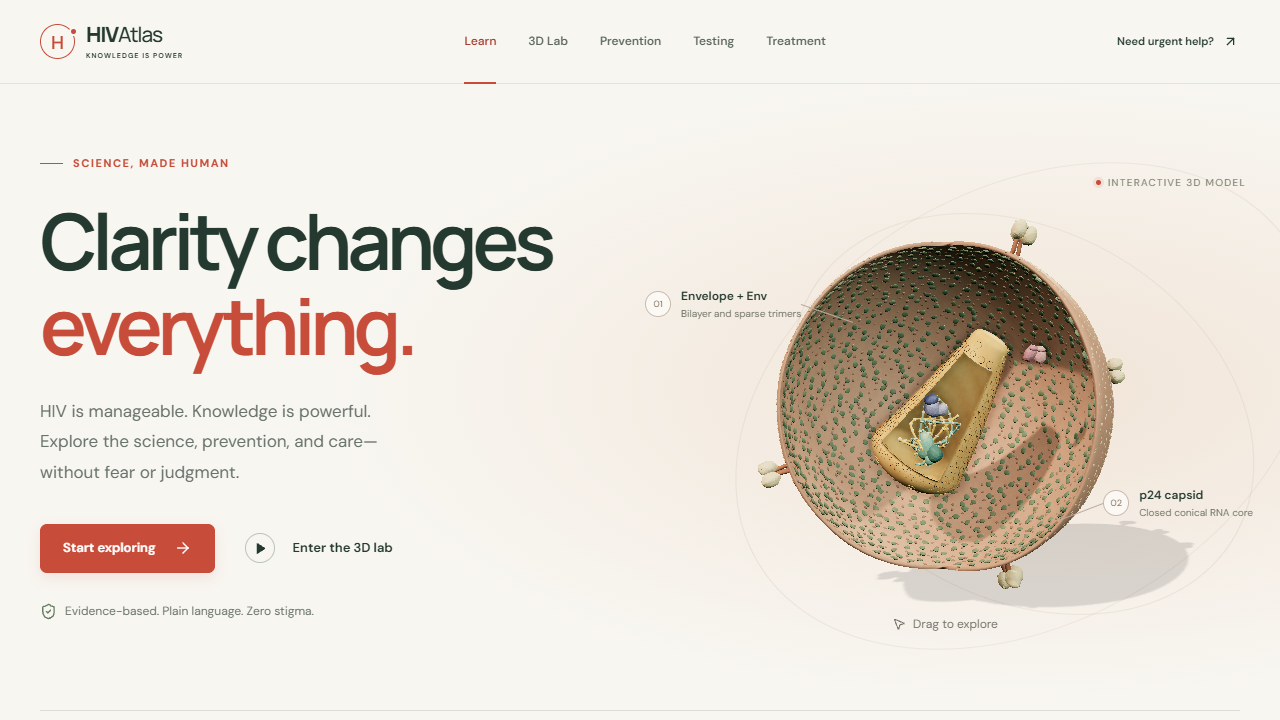 H
HIVAtlas
KNOWLEDGE IS POWER
Learn
3D Lab
Prevention
Testing
Treatment
Need urgent help?
SCIENCE, MADE HUMAN
Clarity changes
everything.
HIV is manageable. Knowledge is powerful.
Explore the science, prevention, and care—
without fear or judgment.
Start exploring
Enter the 3D lab
Evidence-based. Plain language. Zero stigma.
INTERACTIVE 3D MODEL
01
Envelope + Env
Bilayer and sparse trimers
02
p24 capsid
Closed conical RNA core
Drag to explore